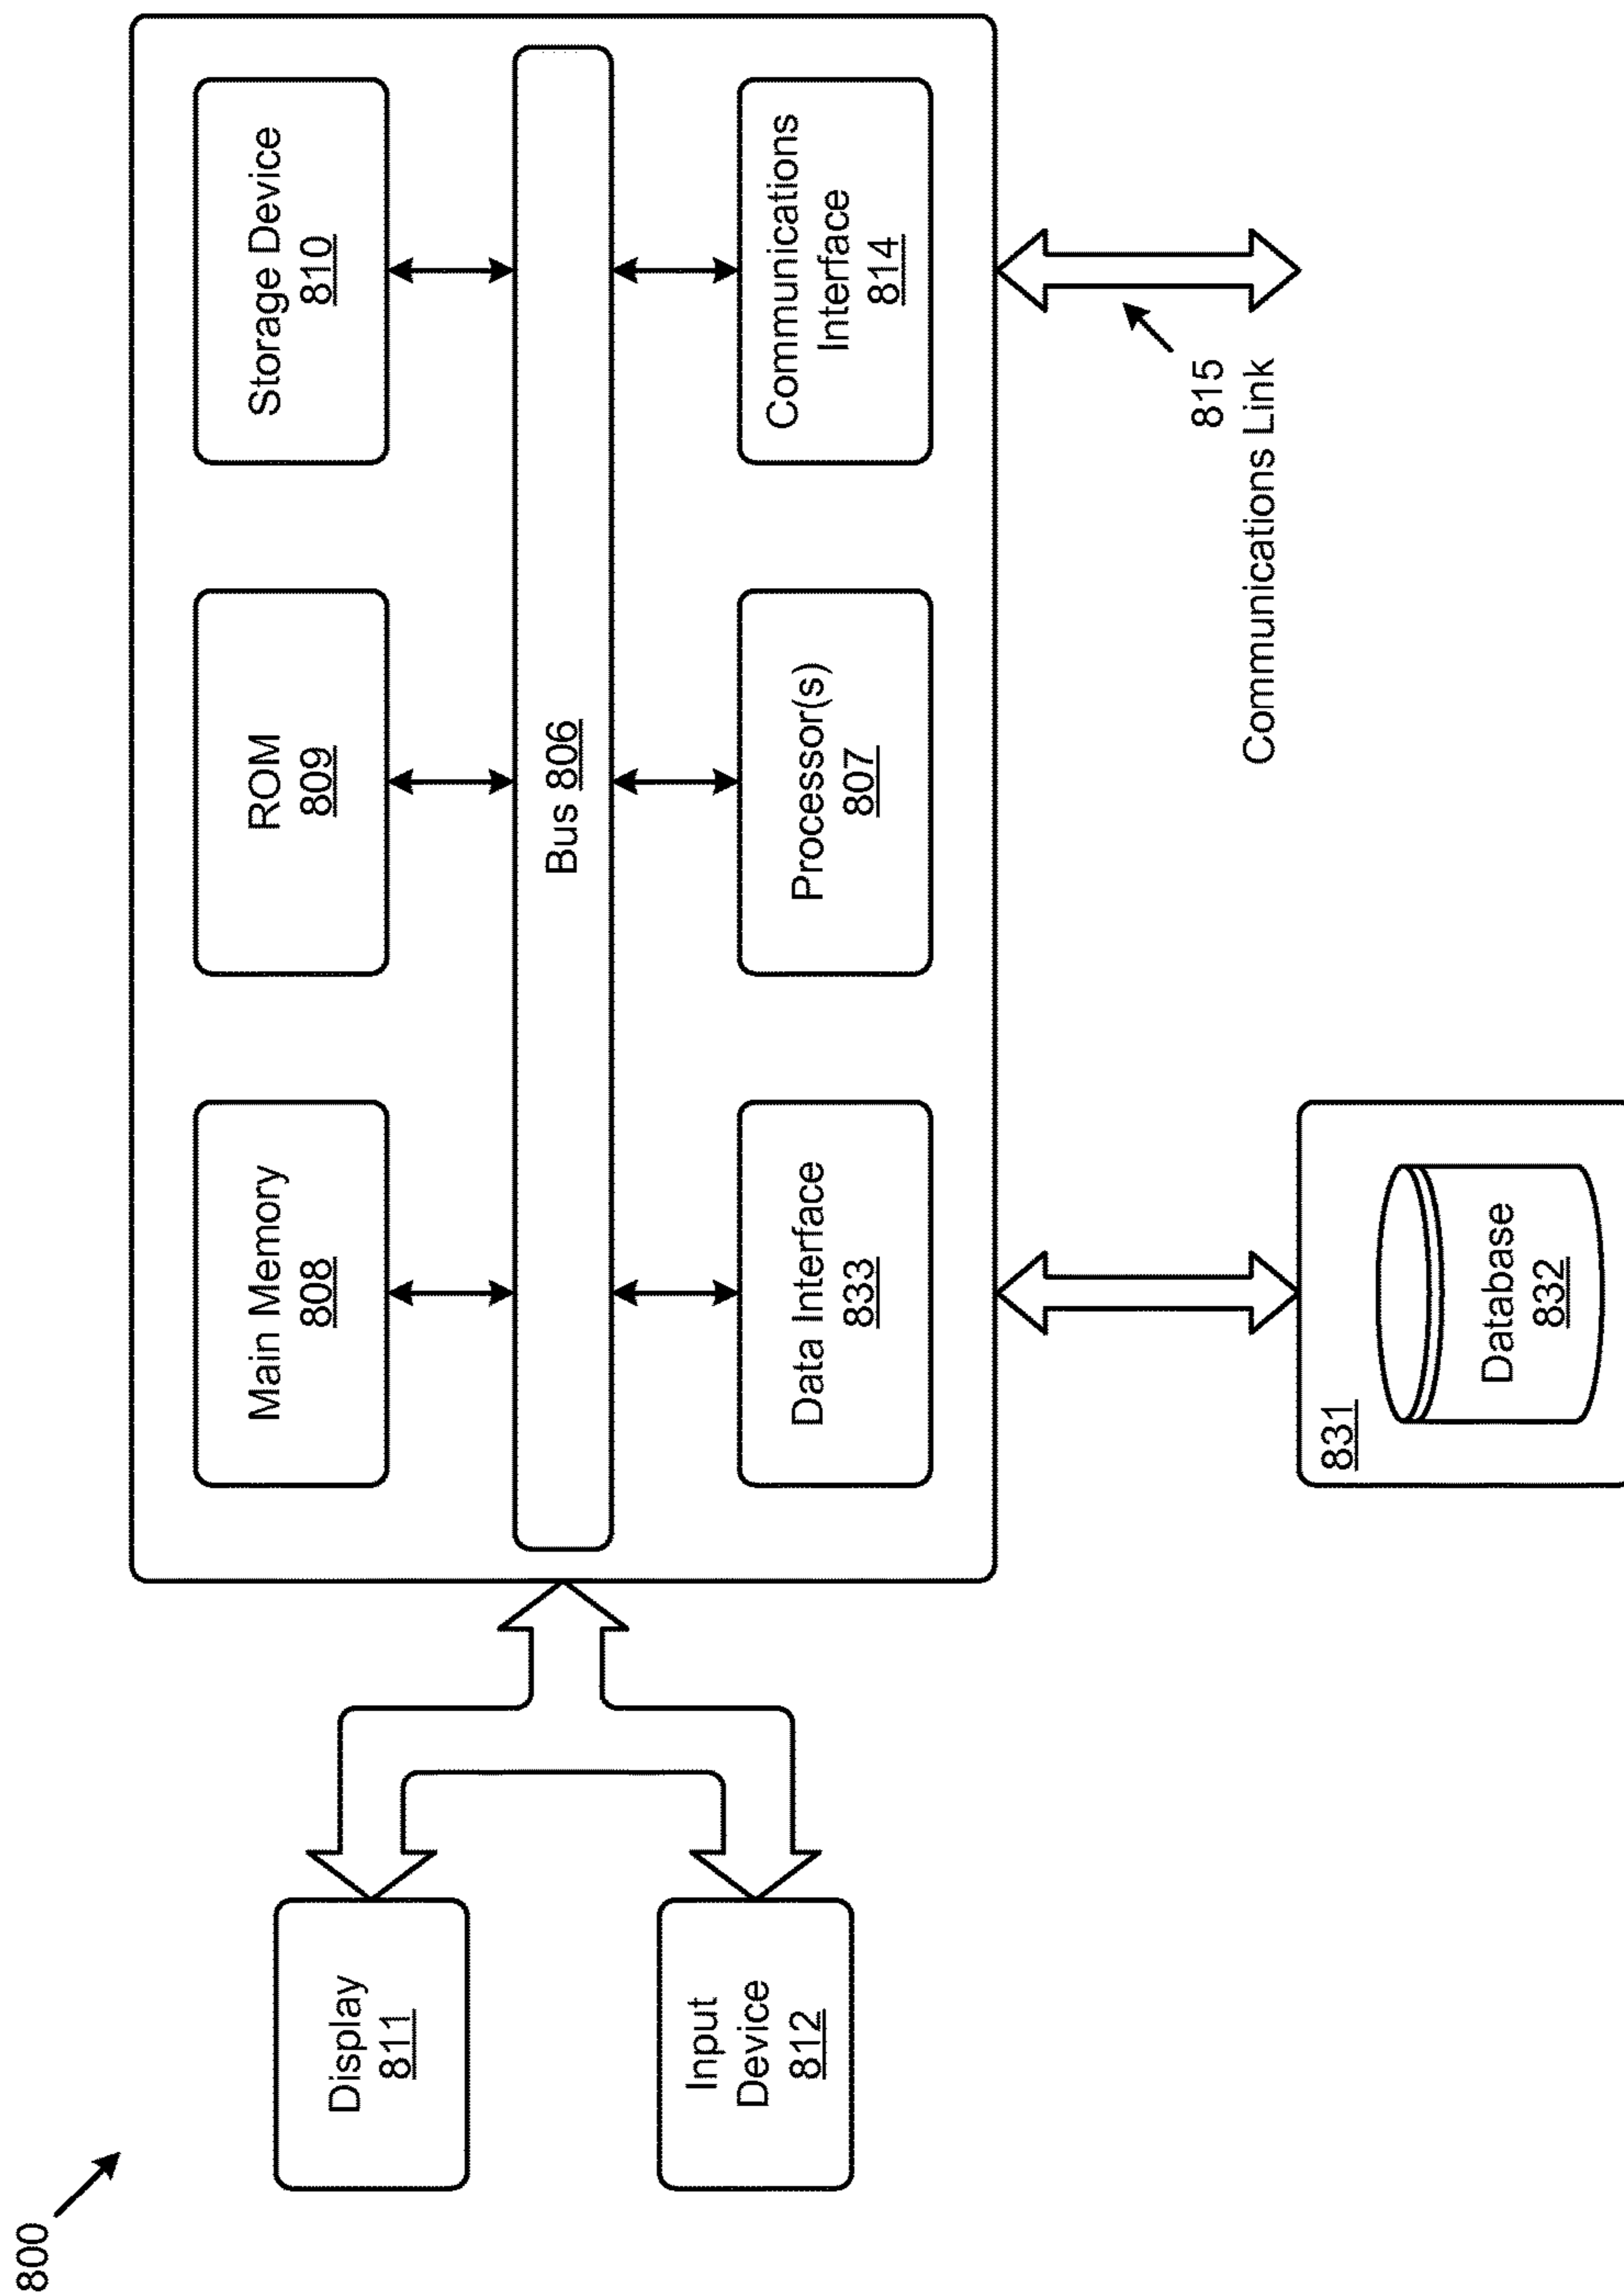 800
Display
811
Input
Device
812
Main Memory
808
ROM
809
Storage Device
810
Bus 806
Data Interface
833
Processor(s)
807
Communications
Interface
814
815
Communications Link
831
Database
832